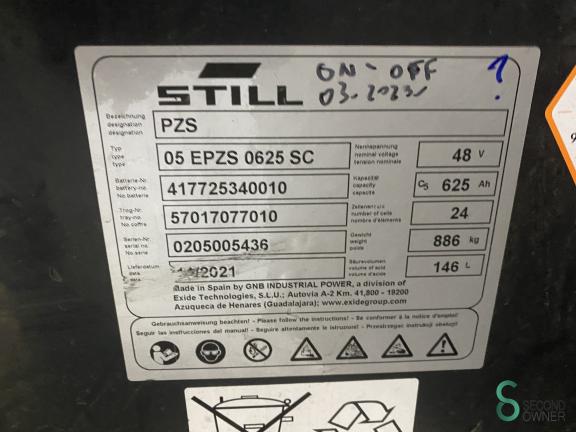 STILL
ON - OFF
03.2023
?
Bezeichnung
designation
désignation
PZS
Typ
type
type
05 EPZS 0625 SC
Nennspannung
nominal voltage
tension nominale
48 V
Batterie-Nr.
battery-no
No batterie
417725340010
Kapazität
capacity
capacité
C5 625 Ah
Trog-Nr.
tray-no.
No coffre
57017077010
Zellenanzahl
number of cells
nombre d'éléments
24
Serien-Nr.
serial no.
No.série
0205005436
Gewicht
weight
poids
886 kg
Lieferdatum
date
date
/2021
Säurevolumen
volume of acid
volume d'acide
146 L
Made in Spain by GNB INDUSTRIAL POWER, a division of
Exide Technologies, S.L.U.; Autovia A-2 Km. 41,800 - 19200
Azuqueca de Henares (Guadalajara); www.exidegroup.com
Gebrauchsanweisung beachten! - Please follow the instructions! - Se conformer à la notice d'emploi!
Seguir las instrucciones del manual! - Seguire attentamente le istruzioni! - Przestrzegac instrukcji obslugi!
SECOND
OWNER